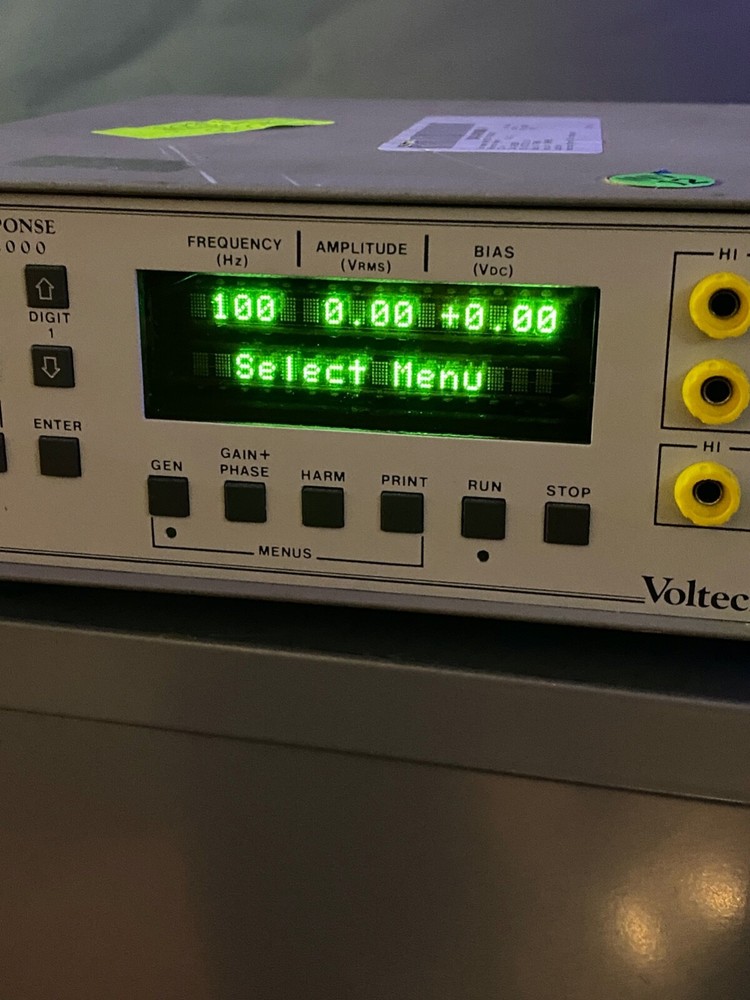 PONSE
000
FREQUENCY
(Hz)
AMPLITUDE
(VRMS)
BIAS
(VDC)
HI
100 0.00 +0.00
Select Menu
DIGIT
1
HI
ENTER
GEN
GAIN+
PHASE
HARM
PRINT
RUN
STOP
MENUS
Voltec